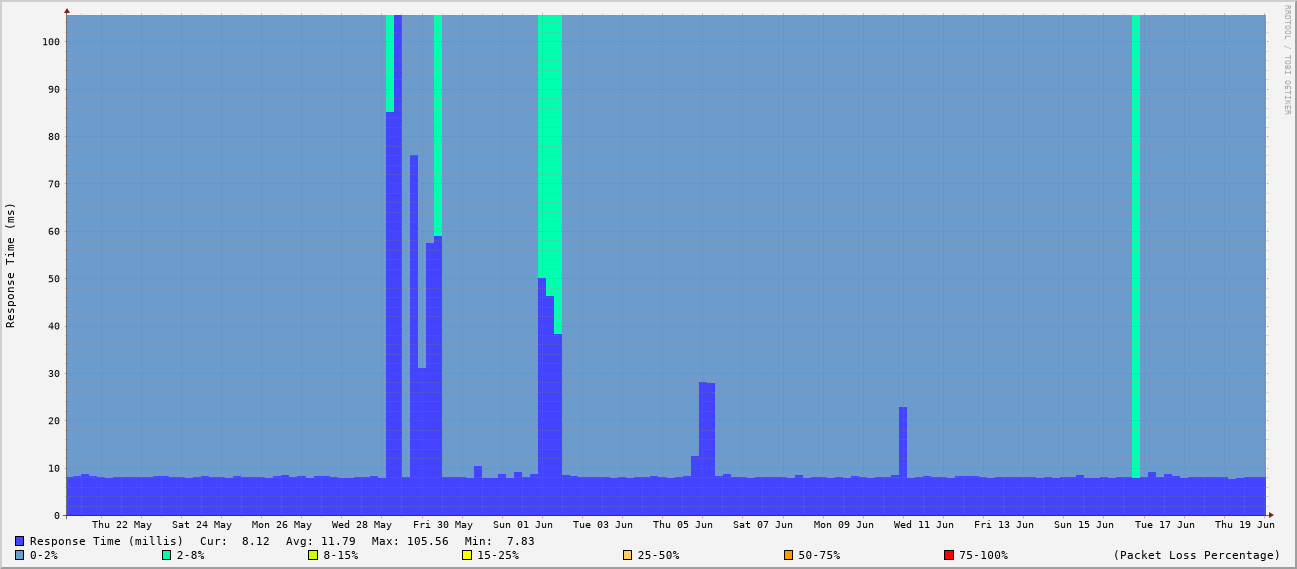 RRDTOOL / TOBI OETIKER
Response Time (ms)
100
90
80
70
60
50
40
30
20
10
0
Thu 22 May Sat 24 May Mon 26 May Wed 28 May Fri 30 May Sun 01 Jun Tue 03 Jun Thu 05 Jun Sat 07 Jun Mon 09 Jun Wed 11 Jun Fri 13 Jun Sun 15 Jun Tue 17 Jun Thu 19 Jun
Response Time (millis) Cur: 8.12 Avg: 11.79 Max: 105.56 Min: 7.83
0-2% 2-8% 8-15% 15-25% 25-50% 50-75% 75-100% (Packet Loss Percentage)